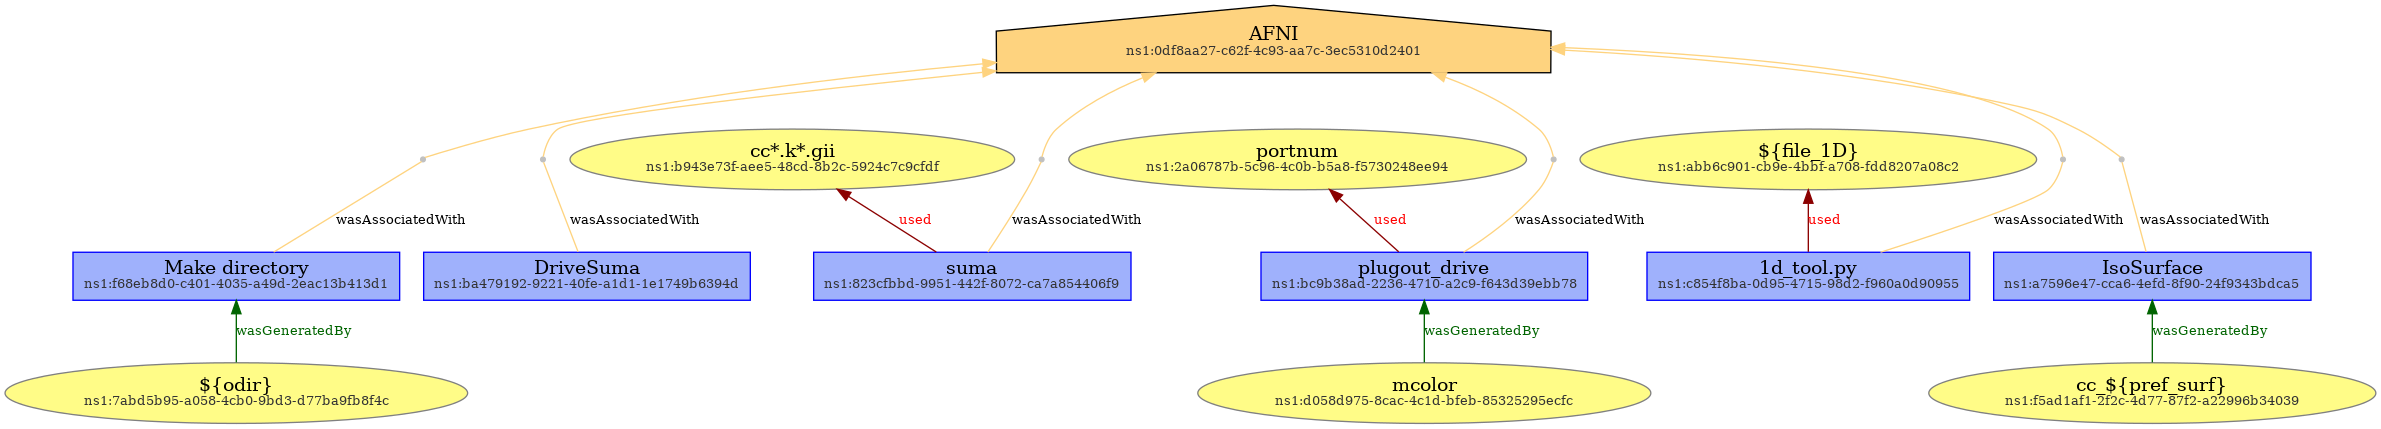 AFNI
ns1:0df8aa27-c62f-4c93-aa7c-3ec5310d2401
cc*.k*.gii
ns1:b943e73f-aee5-48cd-8b2c-5924c7c9cfdf
portnum
ns1:2a06787b-5c96-4c0b-b5a8-f5730248ee94
${file_1D}
ns1:abb6c901-cb9e-4bbf-a708-fdd8207a08c2
wasAssociatedWith
wasAssociatedWith
used
wasAssociatedWith
used
wasAssociatedWith
used
wasAssociatedWith
wasAssociatedWith
Make directory
ns1:f68eb8d0-c401-4035-a49d-2eac13b413d1
DriveSuma
ns1:ba479192-9221-40fe-a1d1-1e1749b6394d
suma
ns1:823cfbbd-9951-442f-8072-ca7a854406f9
plugout_drive
ns1:bc9b38ad-2236-4710-a2c9-f643d39ebb78
1d_tool.py
ns1:c854f8ba-0d95-4715-98d2-f960a0d90955
IsoSurface
ns1:a7596e47-cca6-4efd-8f90-24f9343bdca5
wasGeneratedBy
wasGeneratedBy
wasGeneratedBy
${odir}
ns1:7abd5b95-a058-4cb0-9bd3-d77ba9fb8f4c
mcolor
ns1:d058d975-8cac-4c1d-bfeb-85325295ecfc
cc_${pref_surf}
ns1:f5ad1af1-2f2c-4d77-87f2-a22996b34039